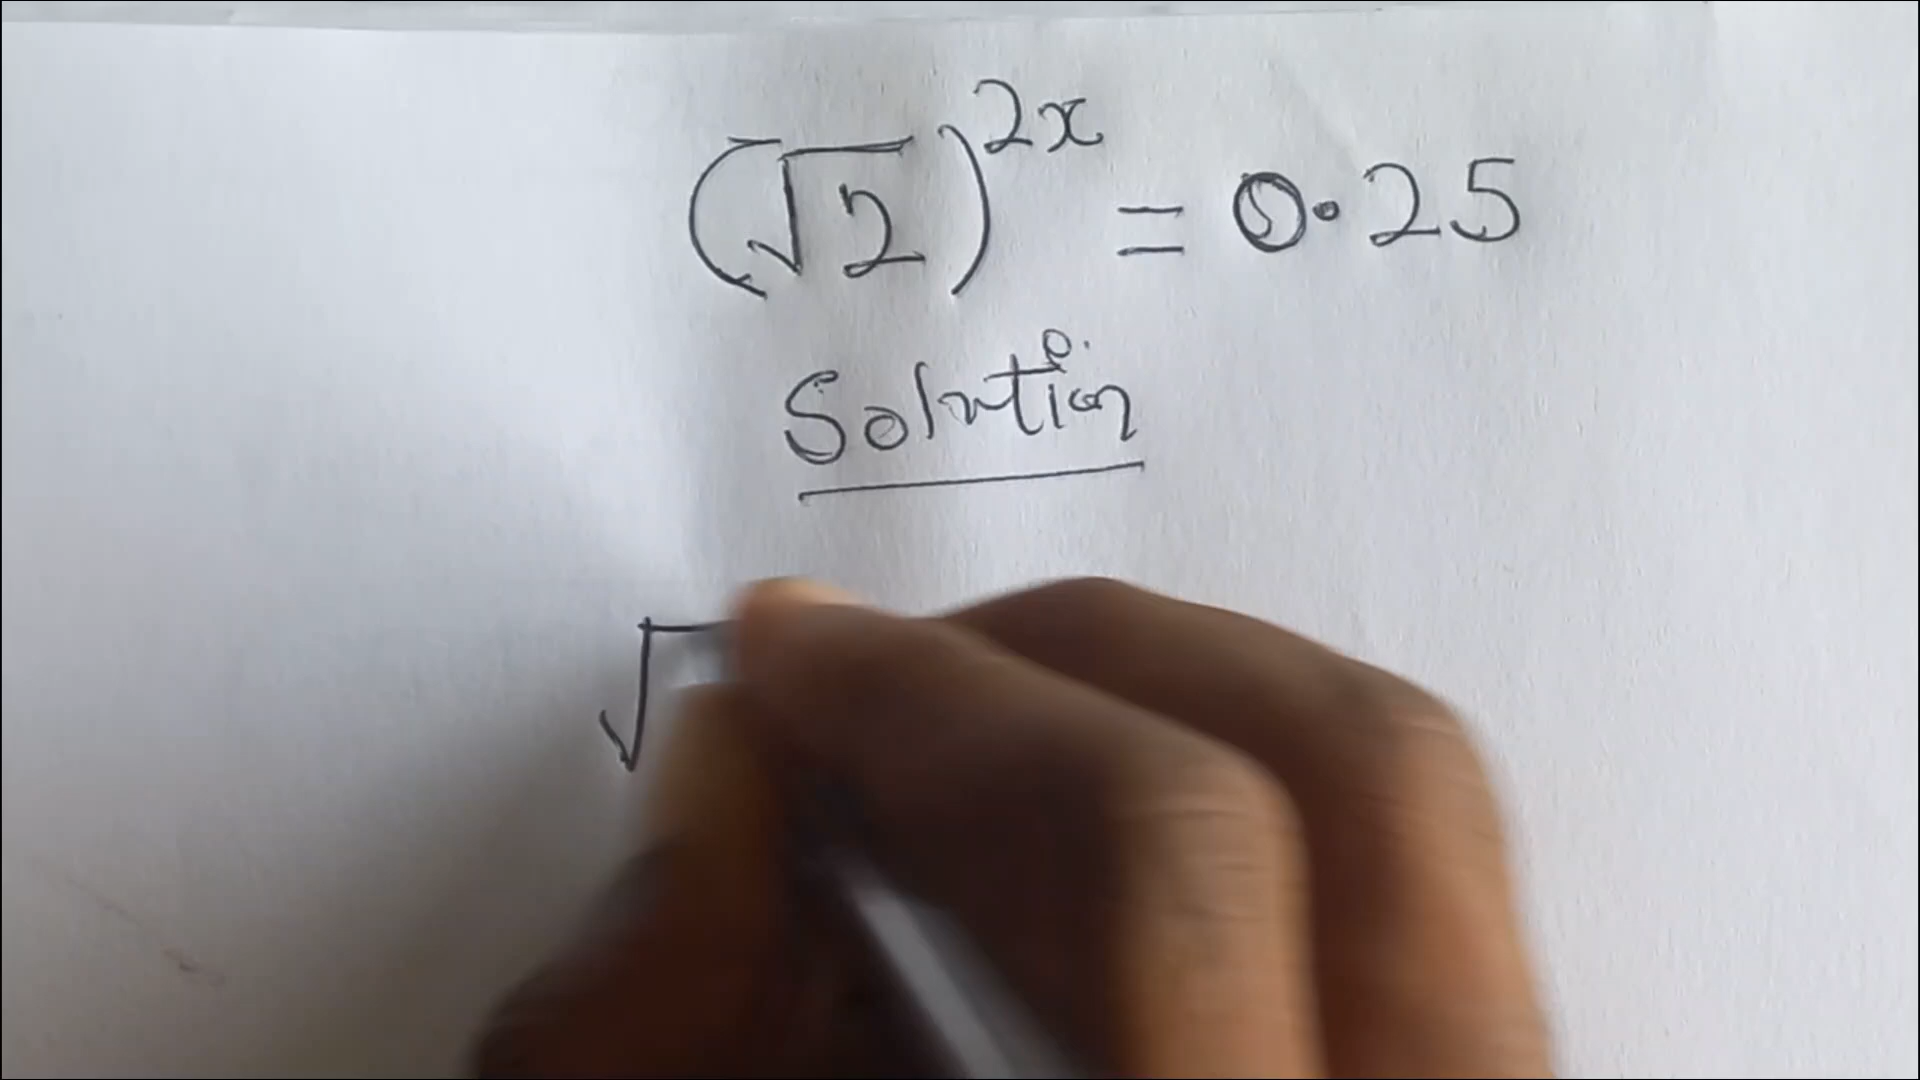 (√2)^2x = 0.25
Solution
√